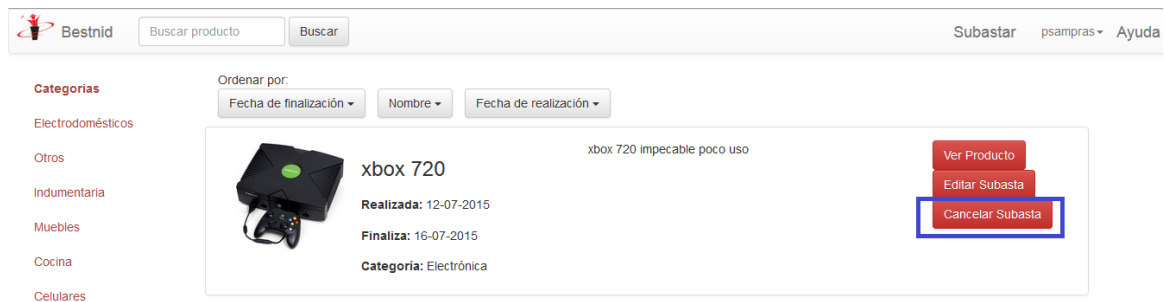 Bestnid Buscar producto Buscar Subastar psampras Ayuda
Categorias
Electrodomésticos
Otros
Indumentaria
Muebles
Cocina
Celulares
Ordenar por:
Fecha de finalización Nombre Fecha de realización
xbox 720
Realizada: 12-07-2015
Finaliza: 16-07-2015
Categoría: Electrónica
xbox 720 impecable poco uso
Ver Producto
Editar Subasta
Cancelar Subasta